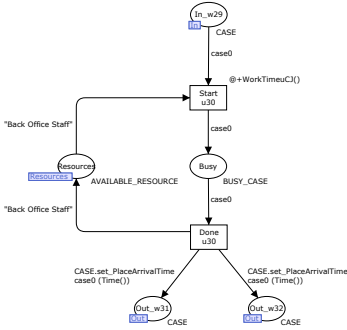 In_w29
In
CASE
case0
@+WorkTimeuCJ()
Start
u30
"Back Office Staff"
case0
Resources
Resources
AVAILABLE_RESOURCE
Busy
BUSY_CASE
case0
"Back Office Staff"
Done
u30
CASE.set_PlaceArrivalTime
case0 (Time())
CASE.set_PlaceArrivalTime
case0 (Time())
Out_w31
Out
CASE
Out_w32
Out
CASE